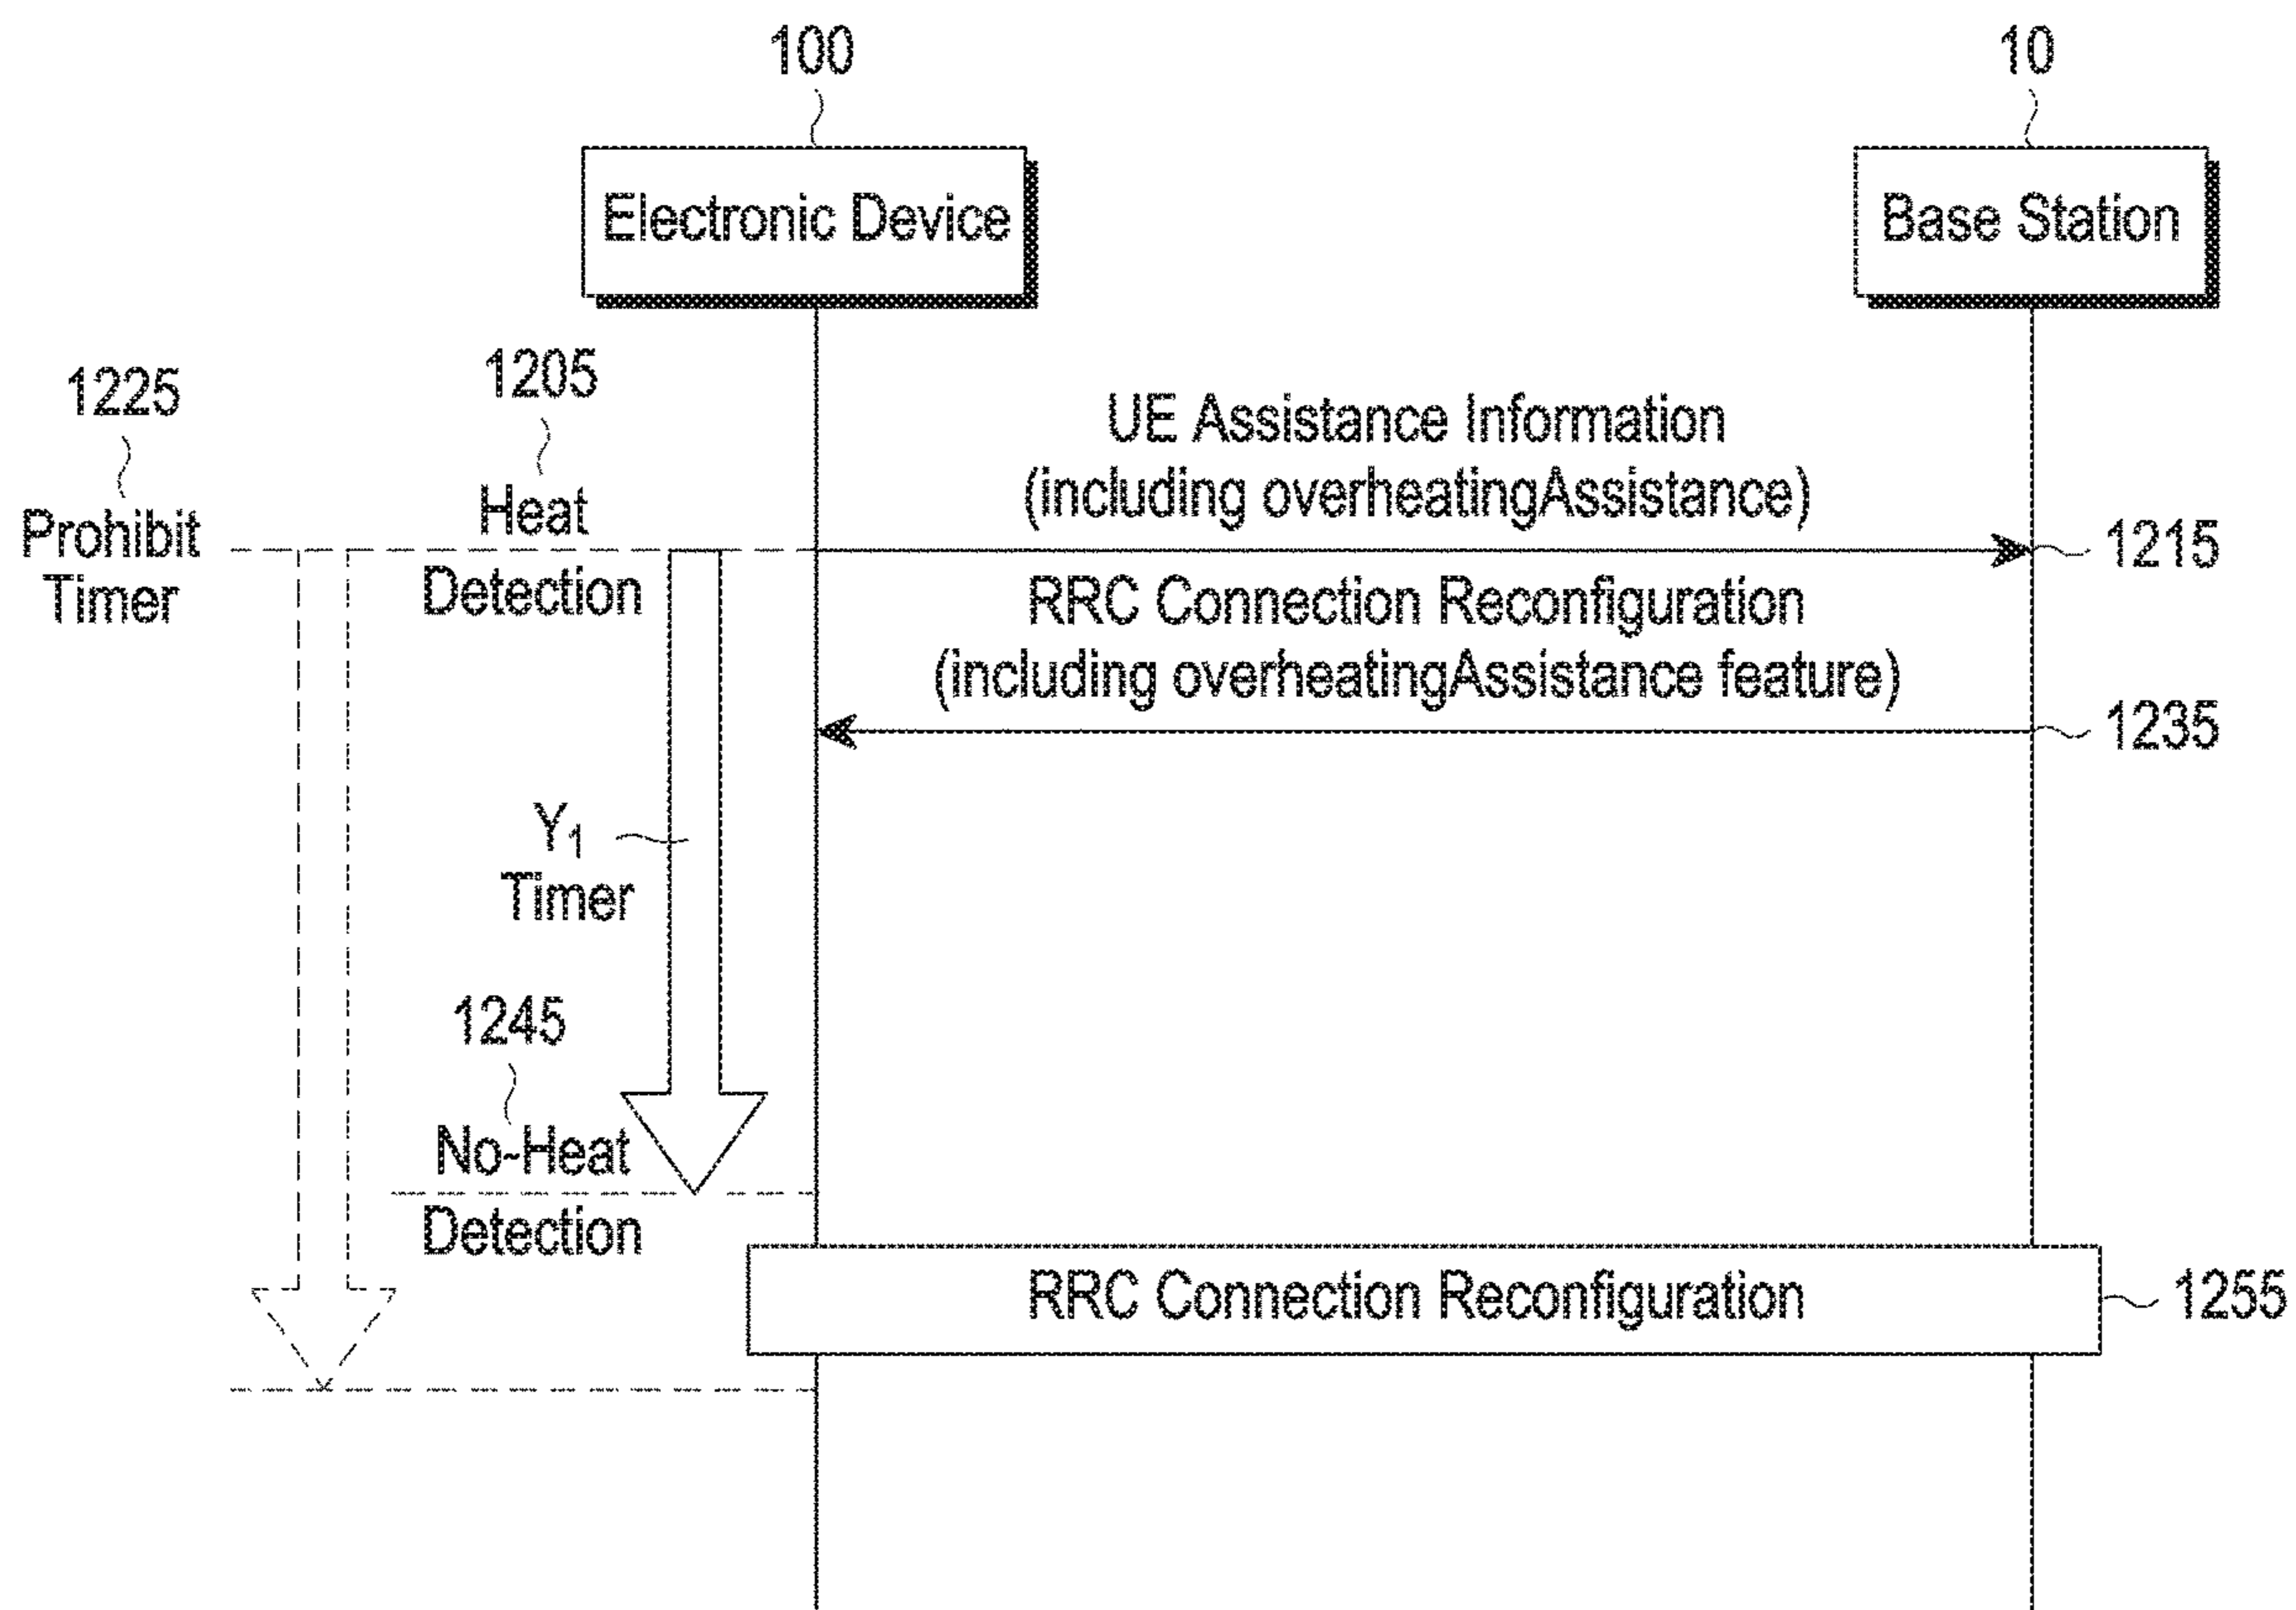 100
10
Electronic Device
Base Station
1225
1205
Prohibit
Timer
Heat
Detection
UE Assistance Information
(including overheatingAssistance)
1215
RRC Connection Reconfiguration
(including overheatingAssistance feature)
1235
Y1
Timer
1245
No-Heat
Detection
RRC Connection Reconfiguration
1255